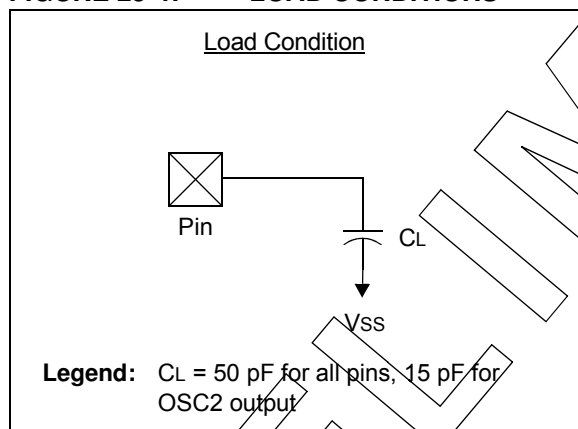 Load Condition
Pin
CL
VSS
Legend: CL = 50 pF for all pins, 15 pF for
OSC2 output